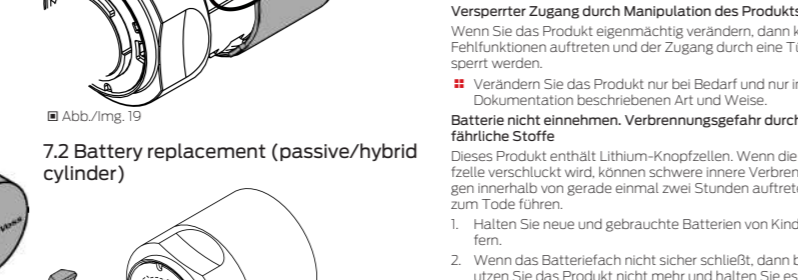 Abb./Img. 19
7.2 Battery replacement (passive/hybrid
cylinder)
Versperrter Zugang durch Manipulation des Produkts
Wenn Sie das Produkt eigenmächtig verändern, dann k
Fehlfunktionen auftreten und der Zugang durch eine Tü
sperrt werden.
Verändern Sie das Produkt nur bei Bedarf und nur in
Dokumentation beschriebenen Art und Weise.
Batterie nicht einnehmen. Verbrennungsgefahr durch
fährliche Stoffe
Dieses Produkt enthält Lithium-Knopfzellen. Wenn die
fzelle verschluckt wird, können schwere innere Verbren
gen innerhalb von gerade einmal zwei Stunden auftrete
zum Tode führen.
1. Halten Sie neue und gebrauchte Batterien von Kind
fern.
2. Wenn das Batteriefach nicht sicher schließt, dann b
utzen Sie das Produkt nicht mehr und halten Sie es